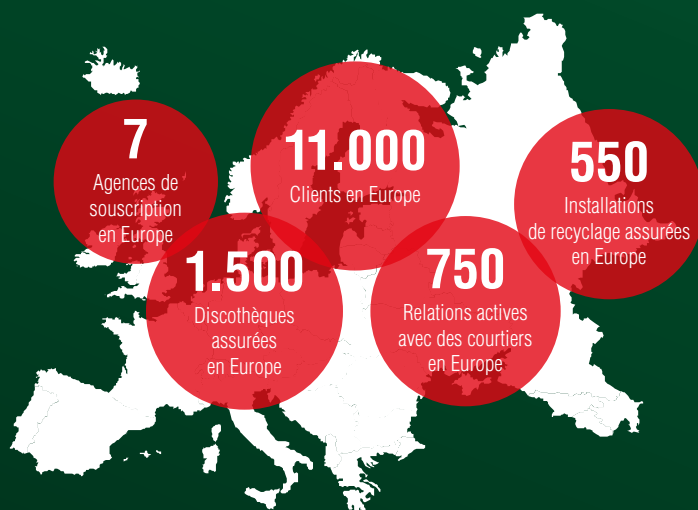 7
Agences de
souscription
en Europe
11.000
Clients en Europe
550
Installations
de recyclage assurées
en Europe
1.500
Discothèques
assurées
en Europe
750
Relations actives
avec des courtiers
en Europe